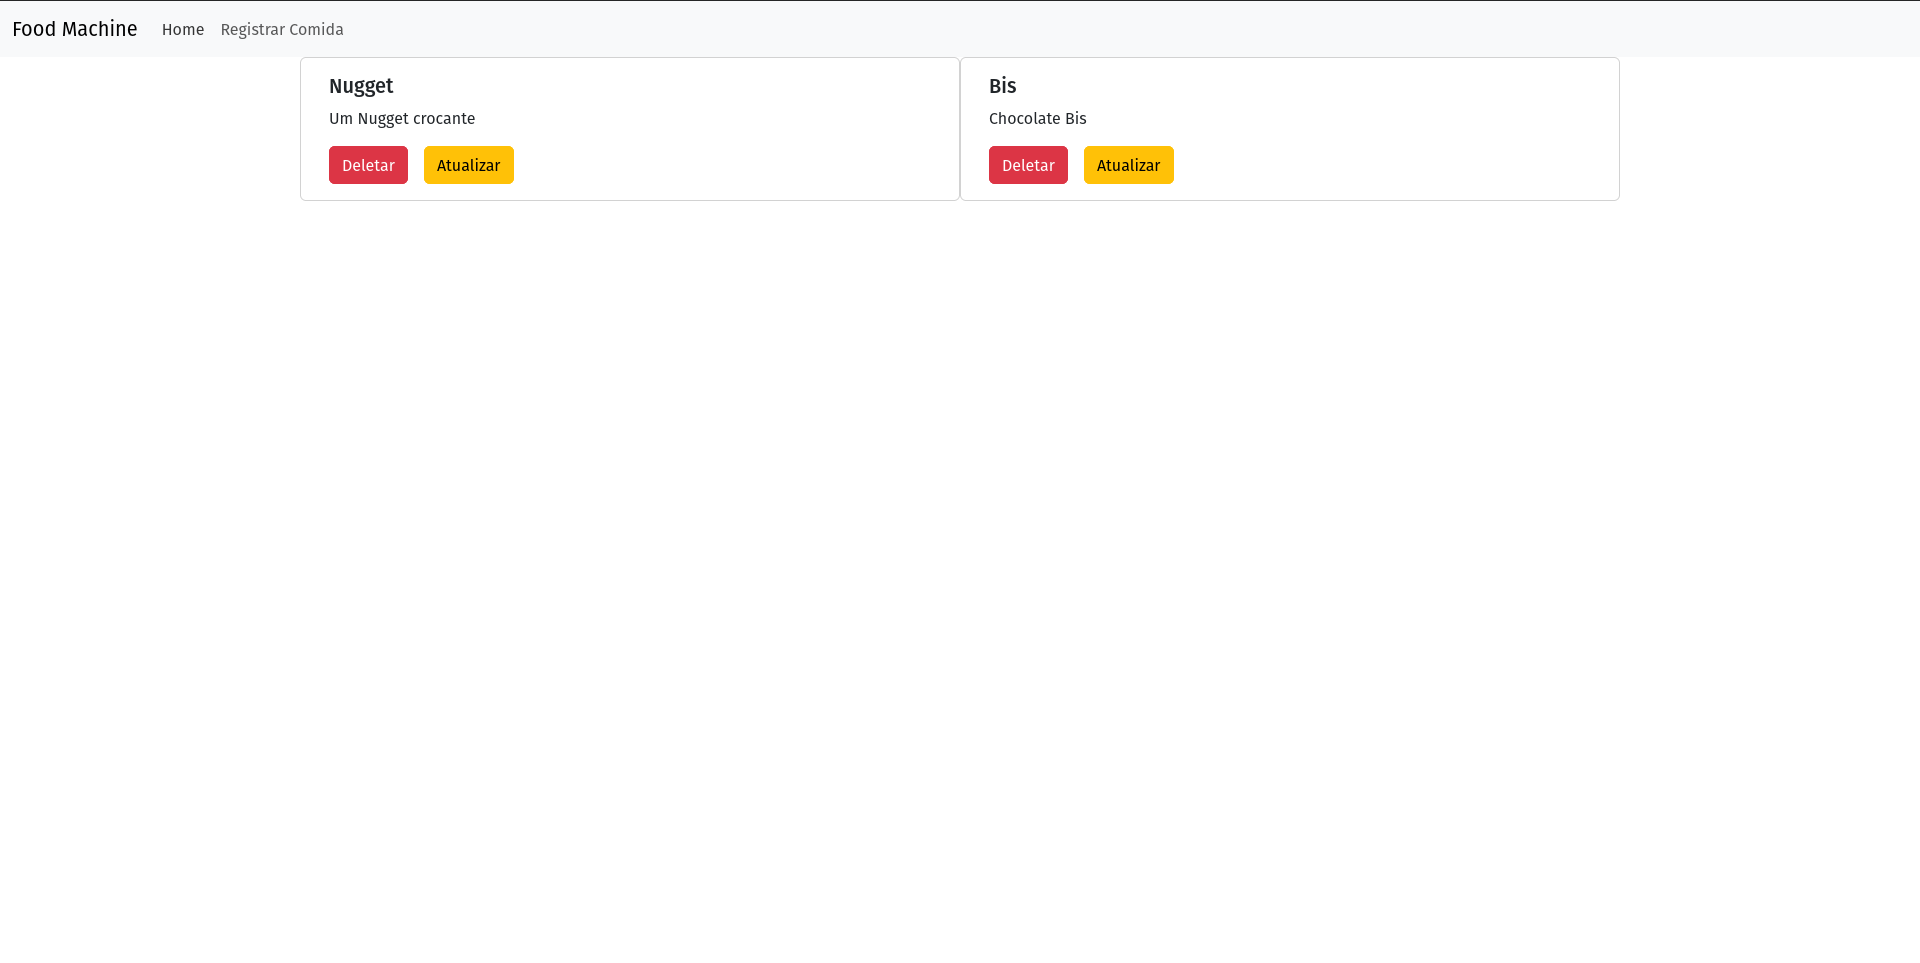 Food Machine Home Registrar Comida
Nugget
Um Nugget crocante
Deletar Atualizar
Bis
Chocolate Bis
Deletar Atualizar